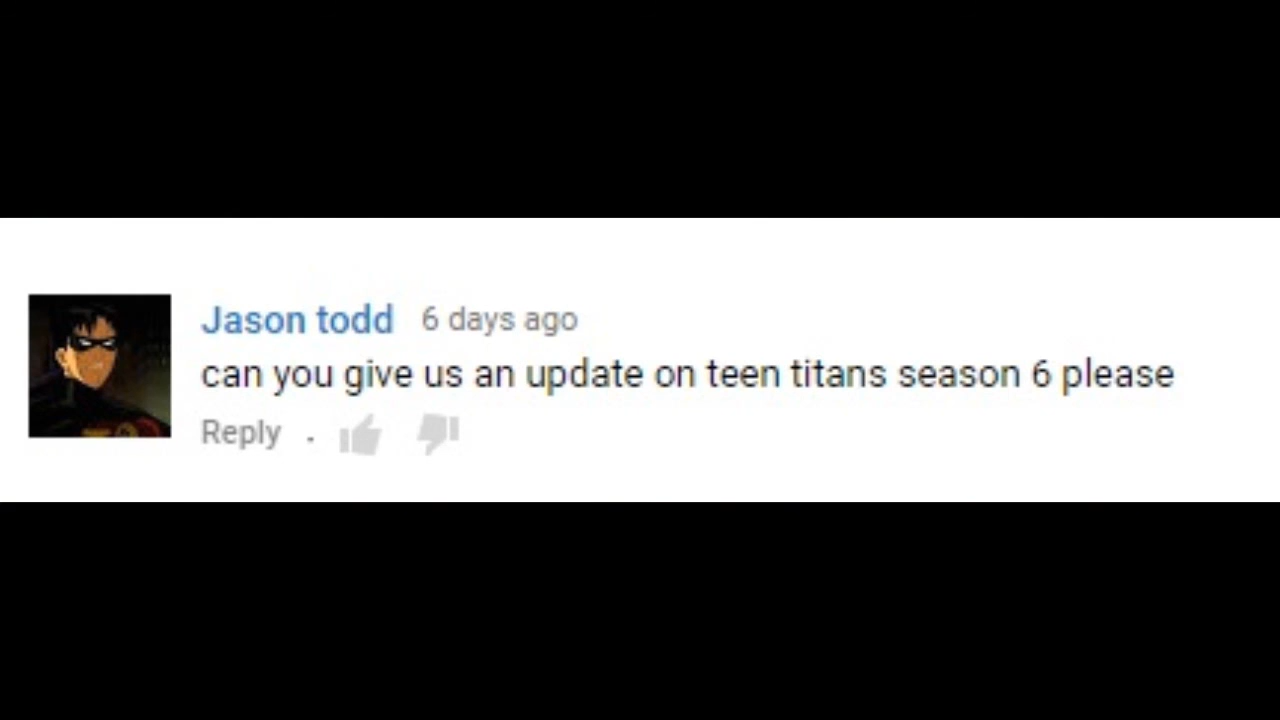 Jason todd 6 days ago
can you give us an update on teen titans season 6 please
Reply .